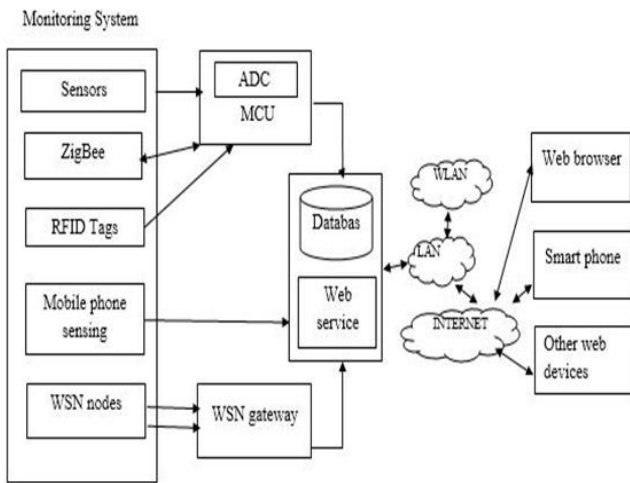 Monitoring System
Sensors
ZigBee
RFID Tags
Mobile phone
sensing
WSN nodes
ADC
MCU
WSN gateway
Databas
Web
service
WLAN
LAN
INTERNET
Web browser
Smart phone
Other web
devices